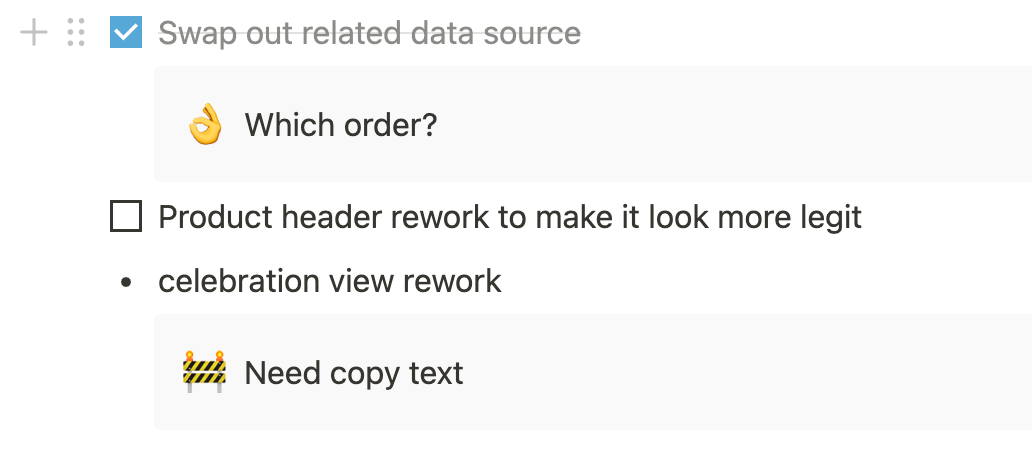 Swap out related data source
👌 Which order?
Product header rework to make it look more legit
• celebration view rework
🚧 Need copy text